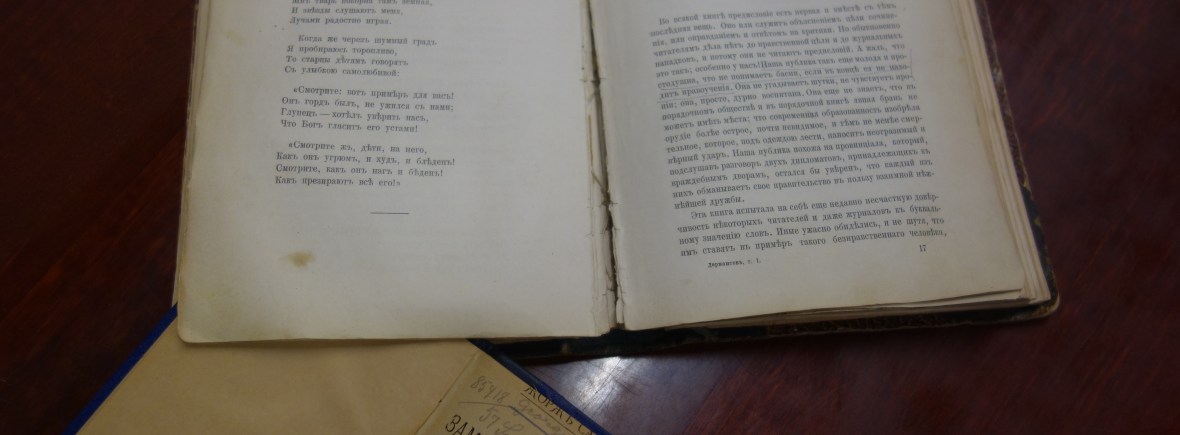 Мнѣ тварь покорна тамъ земная,
И звѣзды слушаютъ меня,
Лучами радостно играя.
Когда же черезъ шумный градъ
Я пробираюсь торопливо,
То старцы дѣтямъ говорятъ
Съ улыбкою самолюбивой:
«Смотрите: вотъ примѣръ для васъ!
Онъ гордъ былъ, не ужился съ нами;
Глупецъ — хотѣлъ увѣрить насъ,
Что Богъ гласитъ его устами!
«Смотрите жъ, дѣти, на него,
Какъ онъ угрюмъ, и худъ, и блѣденъ!
Смотрите, какъ онъ нагъ и бѣденъ!
Какъ презираютъ всѣ его!»
Во всякой книгѣ предисловіе есть первая и вмѣстѣ съ тѣмъ
послѣдняя вещь. Оно или служитъ объясненіемъ цѣли сочине-
нія, или оправданіемъ и отвѣтомъ на критики. Но обыкновенно
читателямъ дѣла нѣтъ до нравственной цѣли и до журнальныхъ
нападокъ, и потому они не читаютъ предисловій. А жаль, что
это такъ; особенно у насъ! Наша публика такъ еще молода и про-
стодушна, что не понимаетъ басни, если въ концѣ ея не нахо-
дитъ нравоученія. Она не угадываетъ шутки, не чувствуетъ иро-
ніи; она, просто, дурно воспитана. Она еще не знаетъ, что въ
порядочномъ обществѣ и въ порядочной книгѣ явная брань не
можетъ имѣть мѣста; что современная образованность изобрѣла
орудіе болѣе острое, почти невидимое, и тѣмъ не менѣе смер-
тельное, которое, подъ одеждою лести, наноситъ неотразимый и
вѣрный ударъ. Наша публика похожа на провинціала, который,
подслушавъ разговоръ двухъ дипломатовъ, принадлежащихъ къ
враждебнымъ дворамъ, остался бы увѣренъ, что каждый изъ
нихъ обманываетъ свое правительство въ пользу взаимной нѣж-
нѣйшей дружбы.
Эта книга испытала на себѣ еще недавно несчастную довѣр-
чивость нѣкоторыхъ читателей и даже журналовъ къ букваль-
ному значенію словъ. Иные ужасно обидѣлись, и не шутя, что
имъ ставятъ въ примѣръ такого безнравственнаго человѣка,
Лермонтовъ, т. I.
17
85418
57
ЖОРЖЪ С
ЗАМ